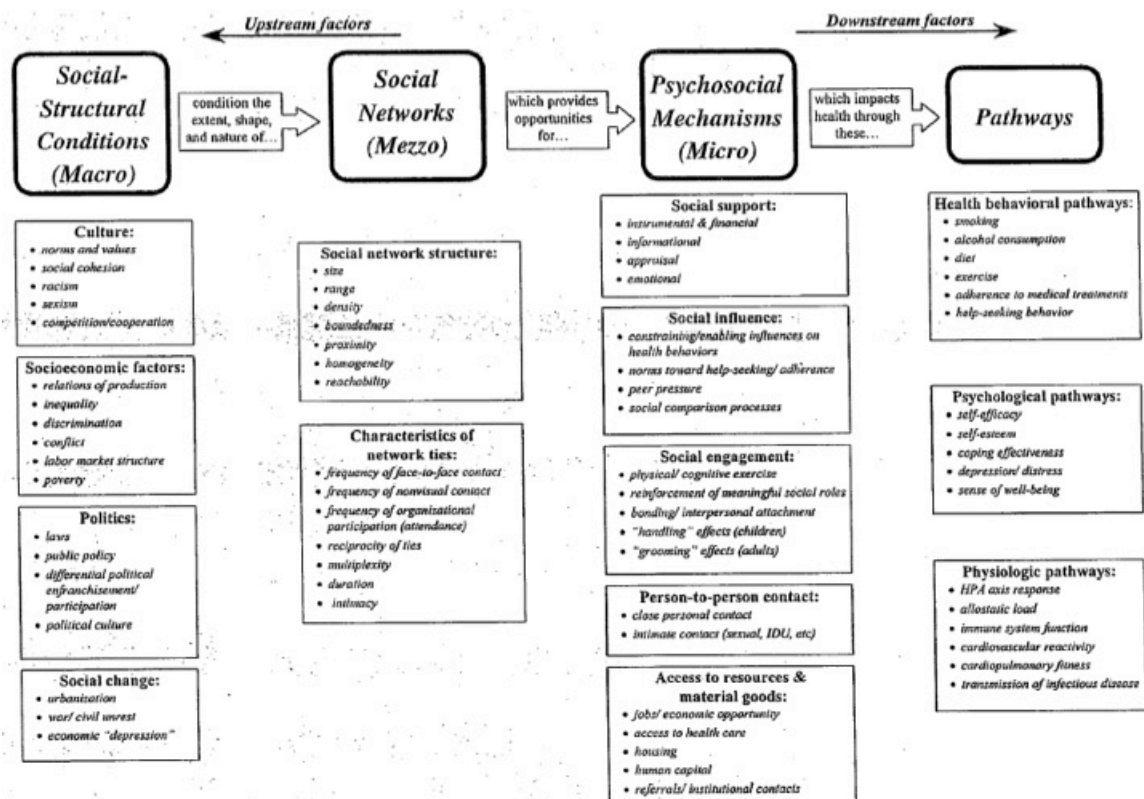 Upstream factors
Downstream factors
Social-
Structural
Conditions
(Macro)
condition the
extent, shape,
and nature of...
Social
Networks
(Mezzo)
which provides
opportunities
for...
Psychosocial
Mechanisms
(Micro)
which impacts
health through
these...
Pathways
Culture:
• norms and values
• social cohesion
• racism
• sexism
• competition/cooperation
Socioeconomic factors:
• relations of production
• inequality
• discrimination
• conflict
• labor market structure
• poverty
Politics:
• laws
• public policy
• differential political
enfranchisement/
participation
• political culture
Social change:
• urbanization
• war/ civil unrest
• economic "depression"
Social network structure:
• size
• range
• density
• boundedness
• proximity
• homogeneity
• reachability
Characteristics of
network ties:
• frequency of face-to-face contact
• frequency of nonvisual contact
• frequency of organizational
participation (attendance)
• reciprocity of ties
• multiplexity
• duration
• intimacy
Social support:
• instrumental & financial
• informational
• appraisal
• emotional
Social influence:
• constraining/enabling influences on
health behaviors
• norms toward help-seeking/ adherence
• peer pressure
• social comparison processes
Social engagement:
• physical/ cognitive exercise
• reinforcement of meaningful social roles
• bonding/ interpersonal attachment
• "handling" effects (children)
• "grooming" effects (adults)
Person-to-person contact:
• close personal contact
• intimate contact (sexual, IDU, etc)
Access to resources &
material goods:
• jobs/ economic opportunity
• access to health care
• housing
• human capital
• referrals/ institutional contacts
Health behavioral pathways:
• smoking
• alcohol consumption
• diet
• exercise
• adherence to medical treatments
• help-seeking behavior
Psychological pathways:
• self-efficacy
• self-esteem
• coping effectiveness
• depression/ distress
• sense of well-being
Physiologic pathways:
• HPA axis response
• allostatic load
• immune system function
• cardiovascular reactivity
• cardiopulmonary fitness
• transmission of infectious disease